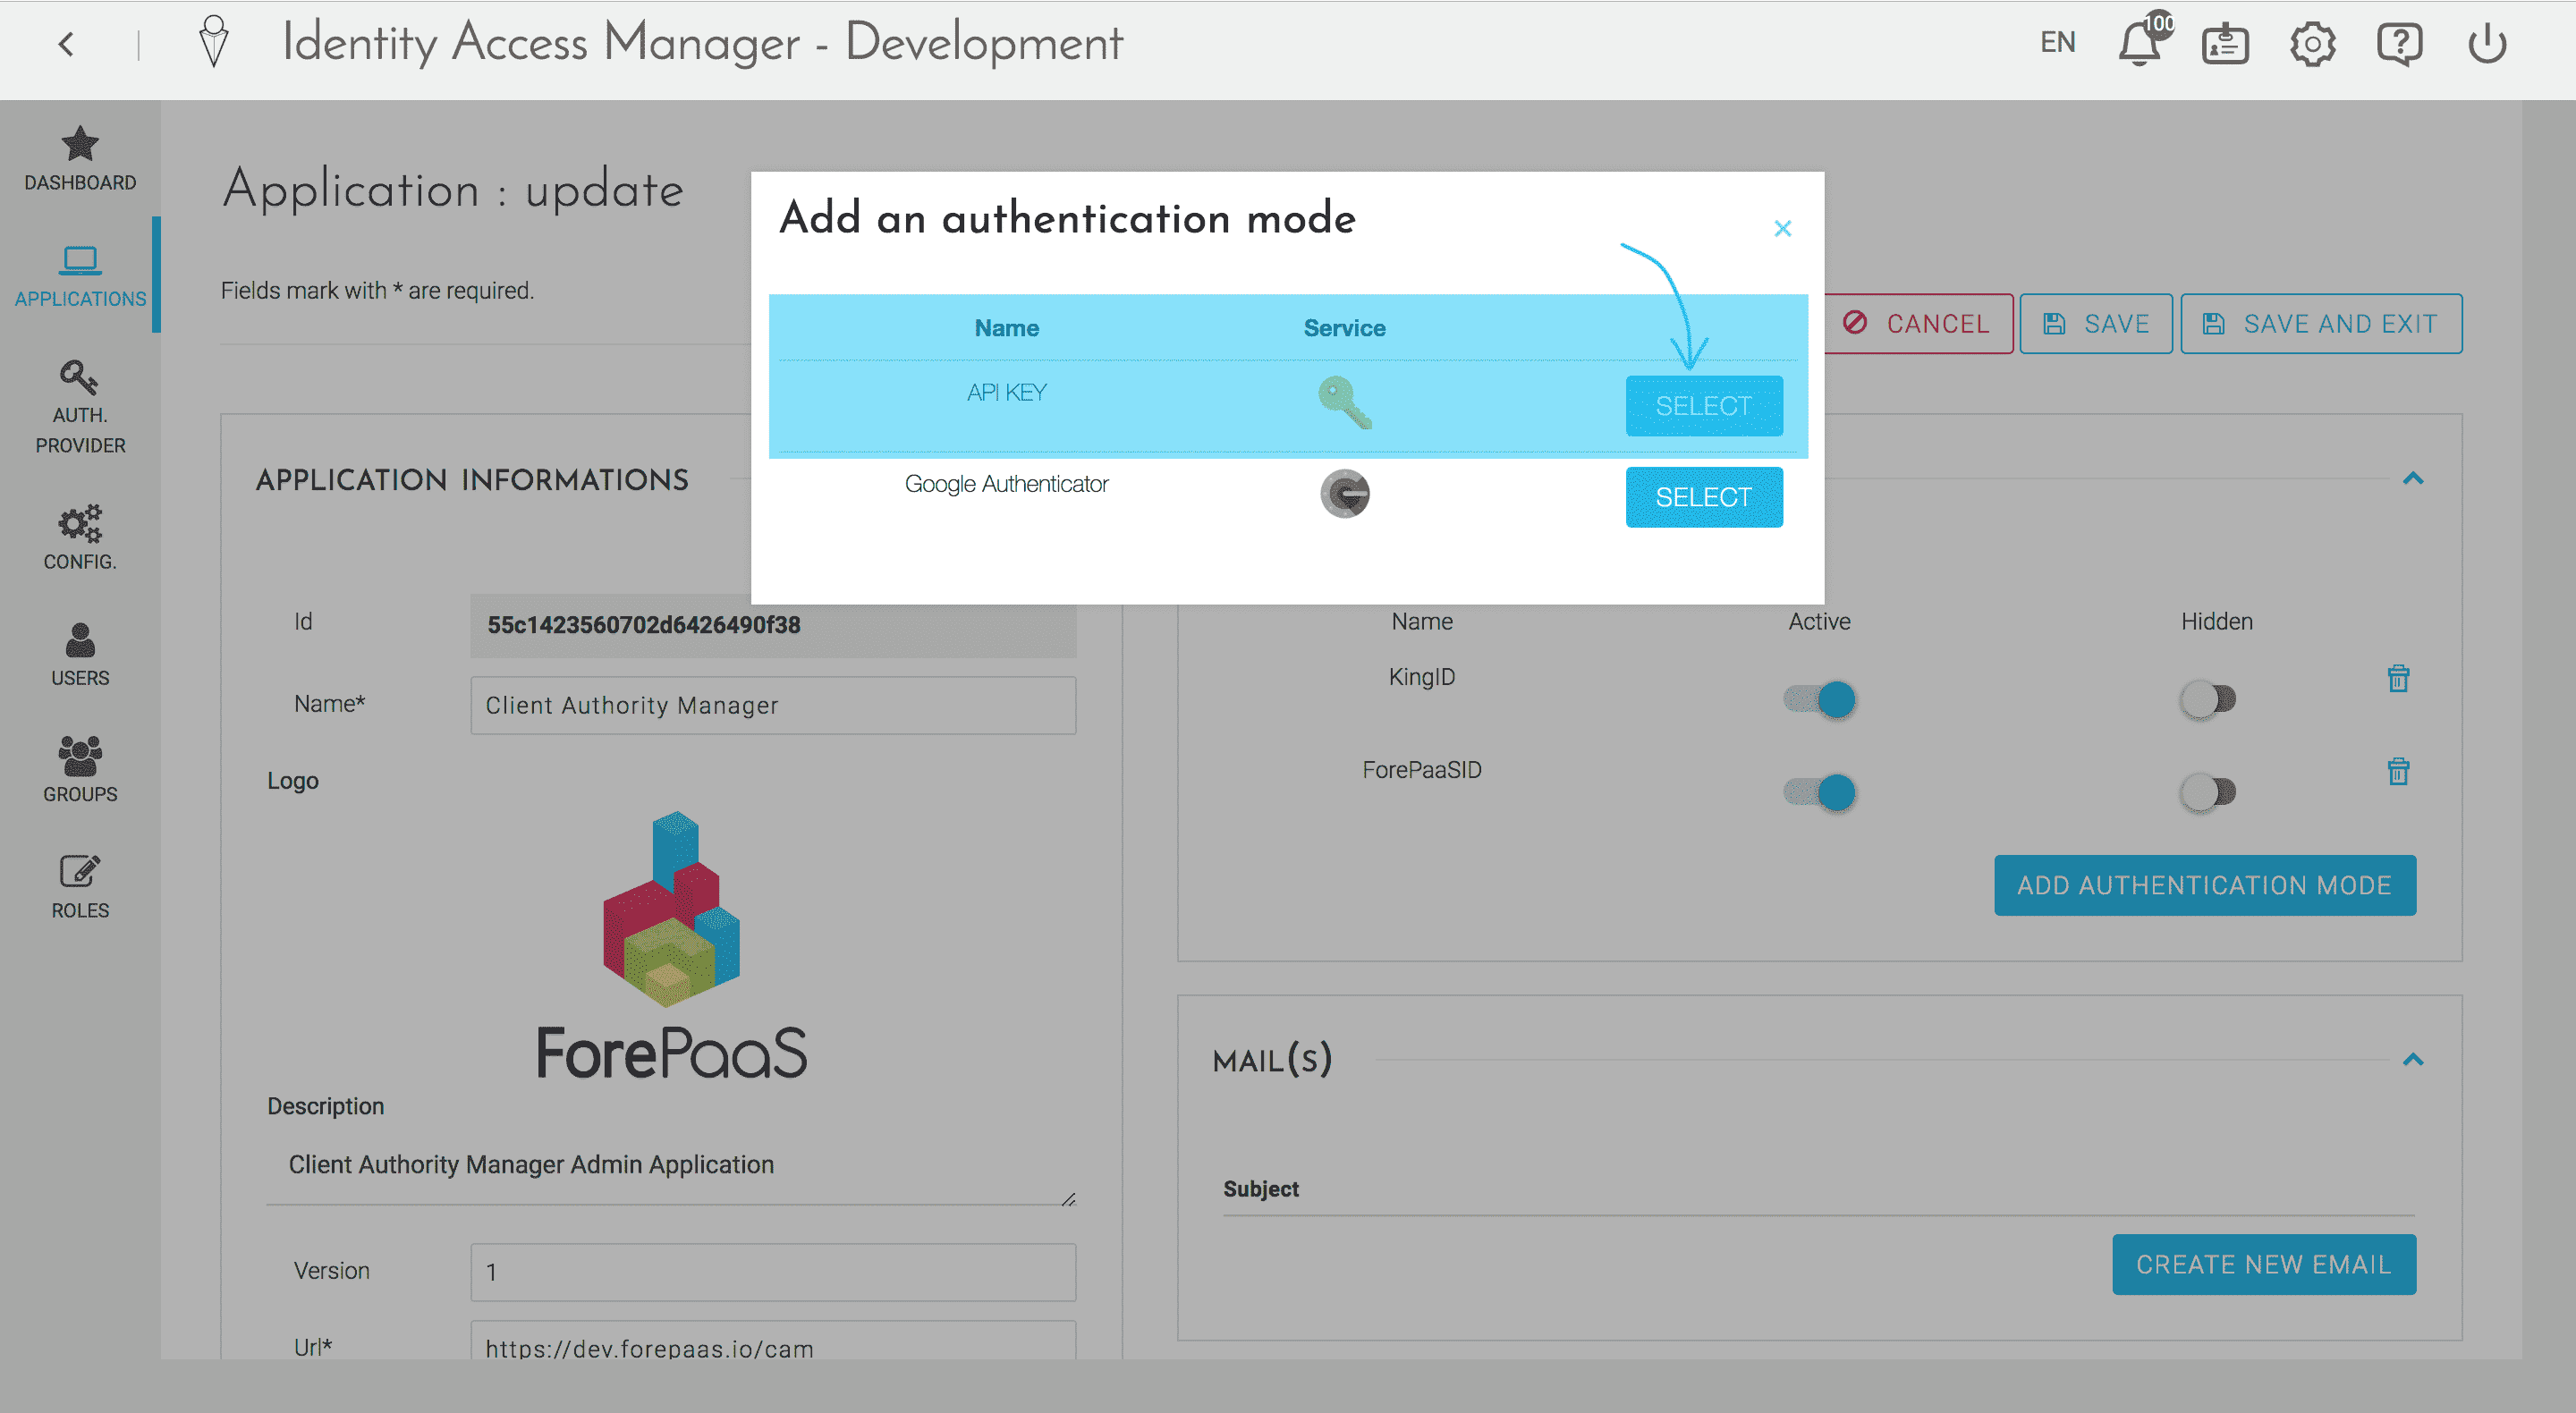 Identity Access Manager - Development
EN
100
DASHBOARD
APPLICATIONS
AUTH.
PROVIDER
CONFIG.
USERS
GROUPS
ROLES
Application : update
Fields mark with * are required.
CANCEL
SAVE
SAVE AND EXIT
Add an authentication mode
×
Name Service
API KEY SELECT
Google Authenticator SELECT
APPLICATION INFORMATIONS
Id 55c1423560702d6426490f38
Name* Client Authority Manager
Logo
ForePaaS
Description
Client Authority Manager Admin Application
Version 1
Url* https://dev.forepaas.io/cam
Name Active Hidden
KingID
ForePaaSID
ADD AUTHENTICATION MODE
MAIL(S)
Subject
CREATE NEW EMAIL